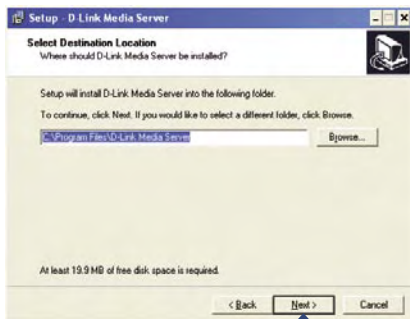 Setup - D-Link Media Server
Select Destination Location
Where should D-Link Media Server be installed?
Setup will install D-Link Media Server into the following folder.
To continue, click Next. If you would like to select a different folder, click Browse.
C:\Program Files\D-Link Media Server
Browse...
At least 19.9 MB of free disk space is required.
< Back
Next >
Cancel